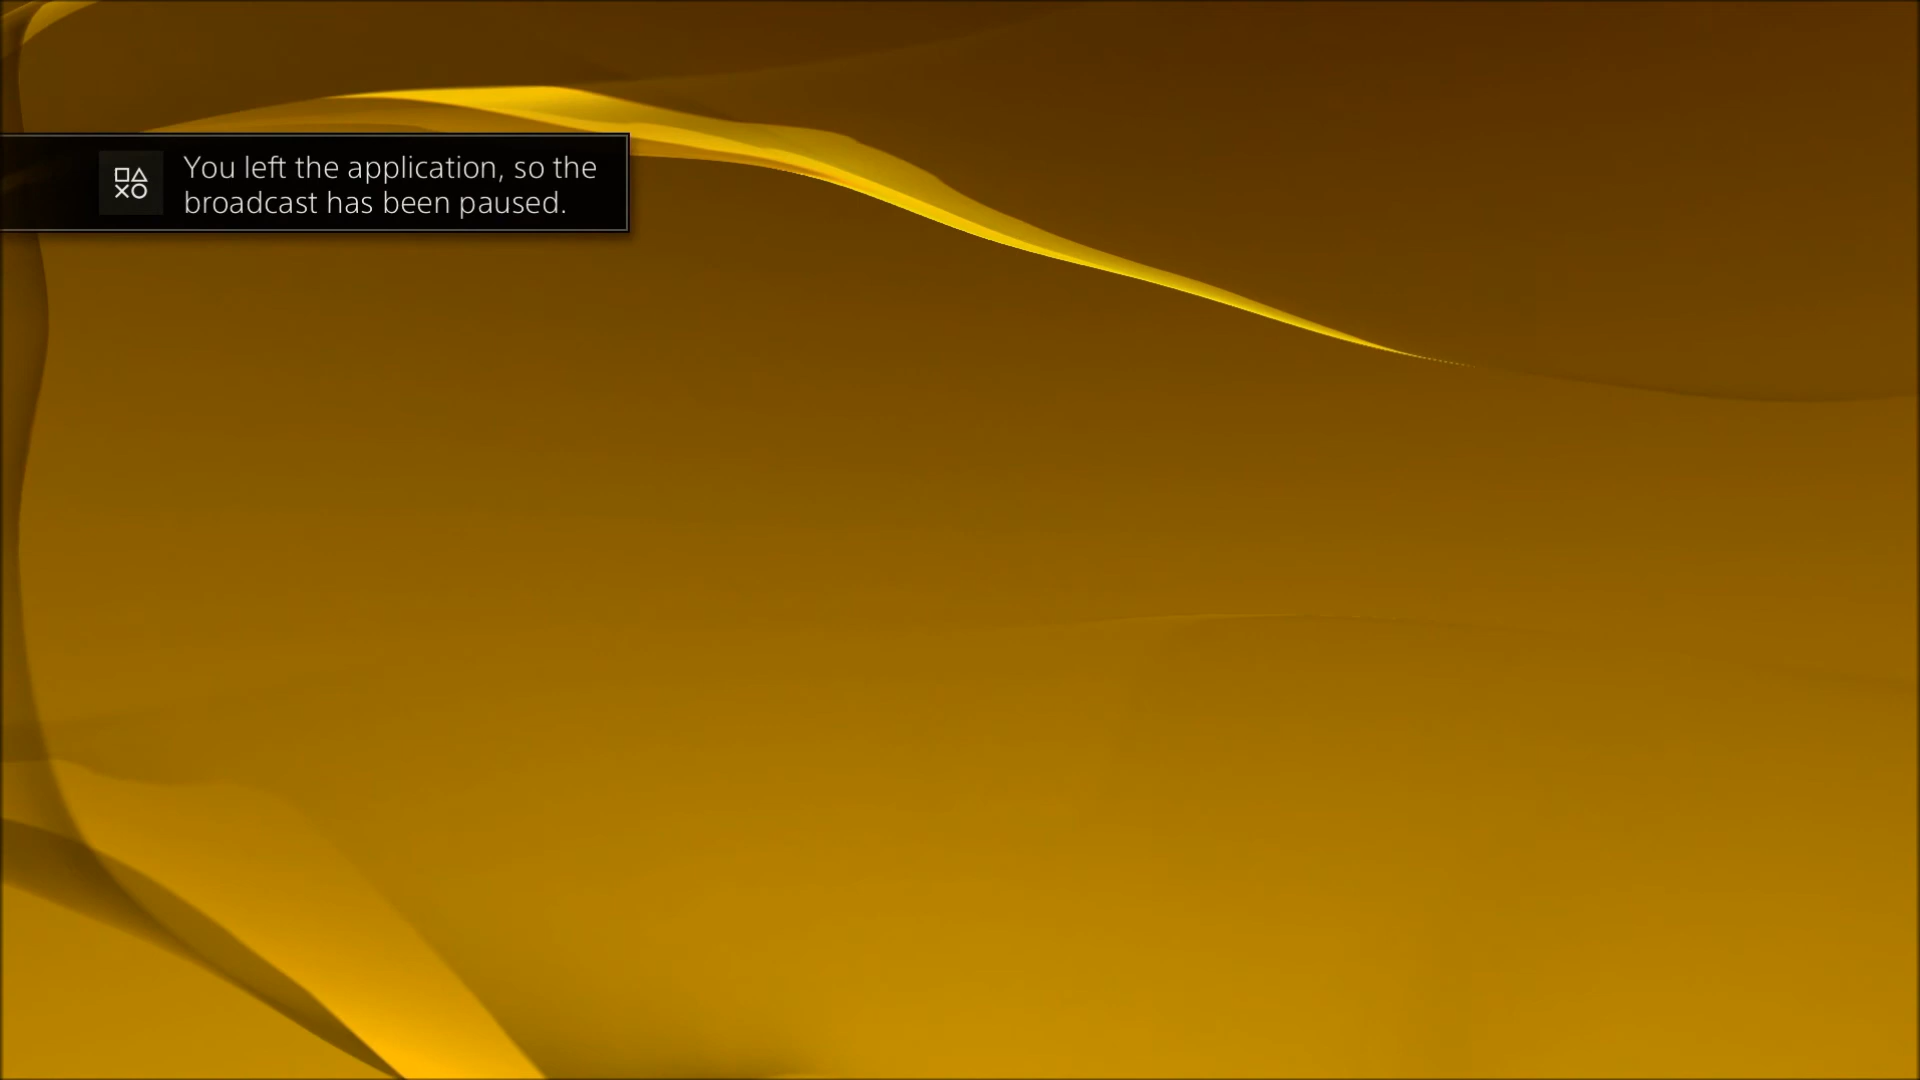 You left the application, so the
broadcast has been paused.